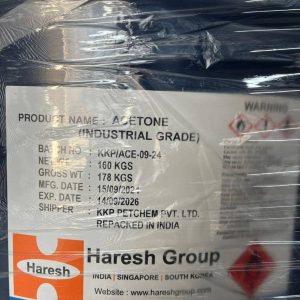 PRODUCT NAME : ACETONE
(INDUSTRIAL GRADE)
WARNING
BATCH NO : KKP/ACE-09-24
NET WT : 160 KGS
GROSS WT : 178 KGS
MFG. DATE : 15/09/2024
EXP. DATE : 14/09/2026
SHIPPER : KKP PETCHEM PVT. LTD.
REPACKED IN INDIA
Haresh
Haresh Group
INDIA | SINGAPORE | SOUTH KOREA
Website : www.hareshgroup.com